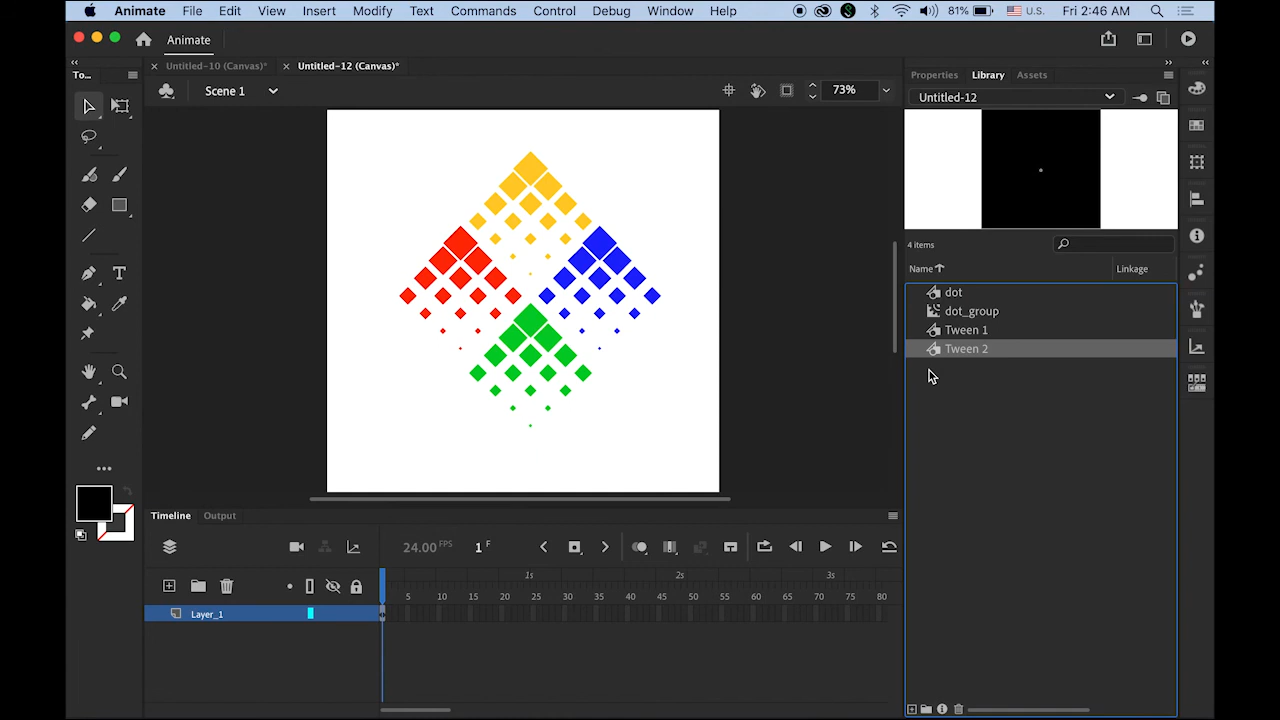 Animate File Edit View Insert Modify Text Commands Control Debug Window Help 81% U.S. Fri 2:46 AM
Animate
To... Untitled-10 (Canvas)* Untitled-12 (Canvas)* Properties Library Assets
Scene 1 73% Untitled-12
4 items
Name Linkage
dot
dot_group
Tween 1
Tween 2
Timeline Output
24.00 FPS 1 F
1s 2s 3s
5 10 15 20 25 30 35 40 45 50 55 60 65 70 75 80
Layer_1